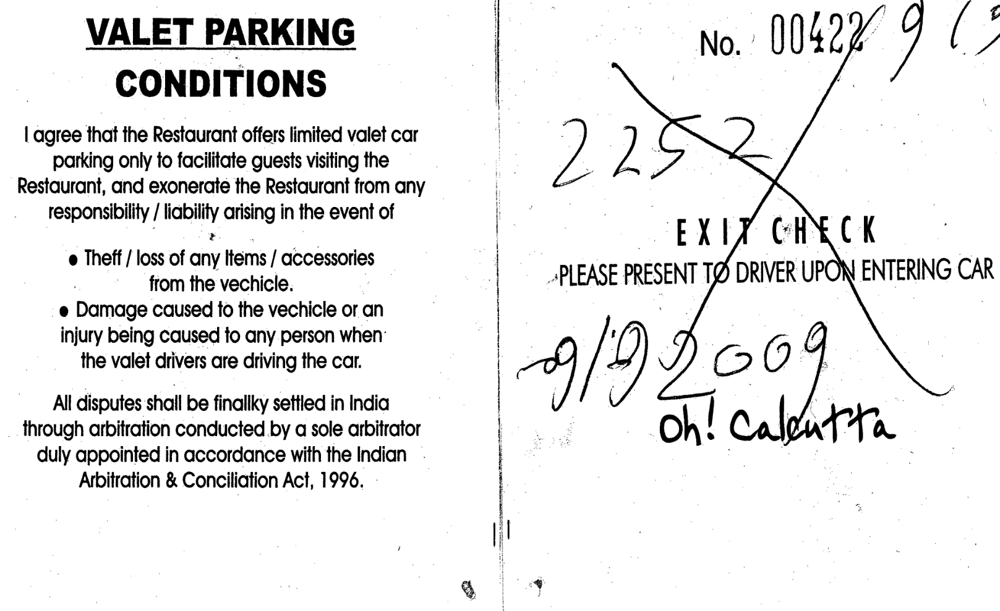 VALET PARKING
CONDITIONS
I agree that the Restaurant offers limited valet car
parking only to facilitate guests visiting the
Restaurant, and exonerate the Restaurant from any
responsibility / liability arising in the event of
• Theff / loss of any Items / accessories
from the vechicle.
• Damage caused to the vechicle or an
injury being caused to any person when
the valet drivers are driving the car.
All disputes shall be finallky settled in India
through arbitration conducted by a sole arbitrator
duly appointed in accordance with the Indian
Arbitration & Conciliation Act, 1996.
No. 00422
2252
EXIT CHECK
PLEASE PRESENT TO DRIVER UPON ENTERING CAR
2009
Oh! Calcutta